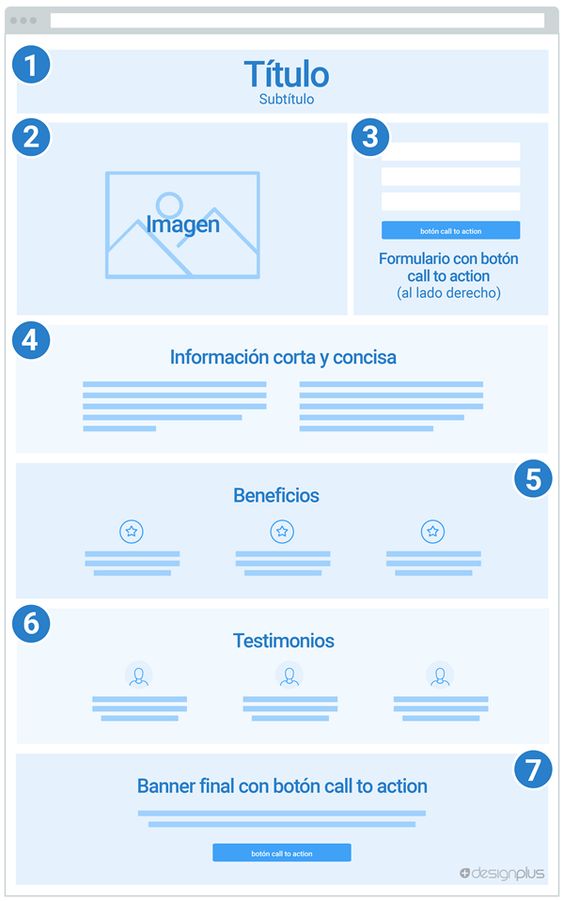 1
Título
Subtítulo
2
Imagen
3
botón call to action
Formulario con botón
call to action
(al lado derecho)
4
Información corta y concisa
5
Beneficios
6
Testimonios
7
Banner final con botón call to action
botón call to action
designplus